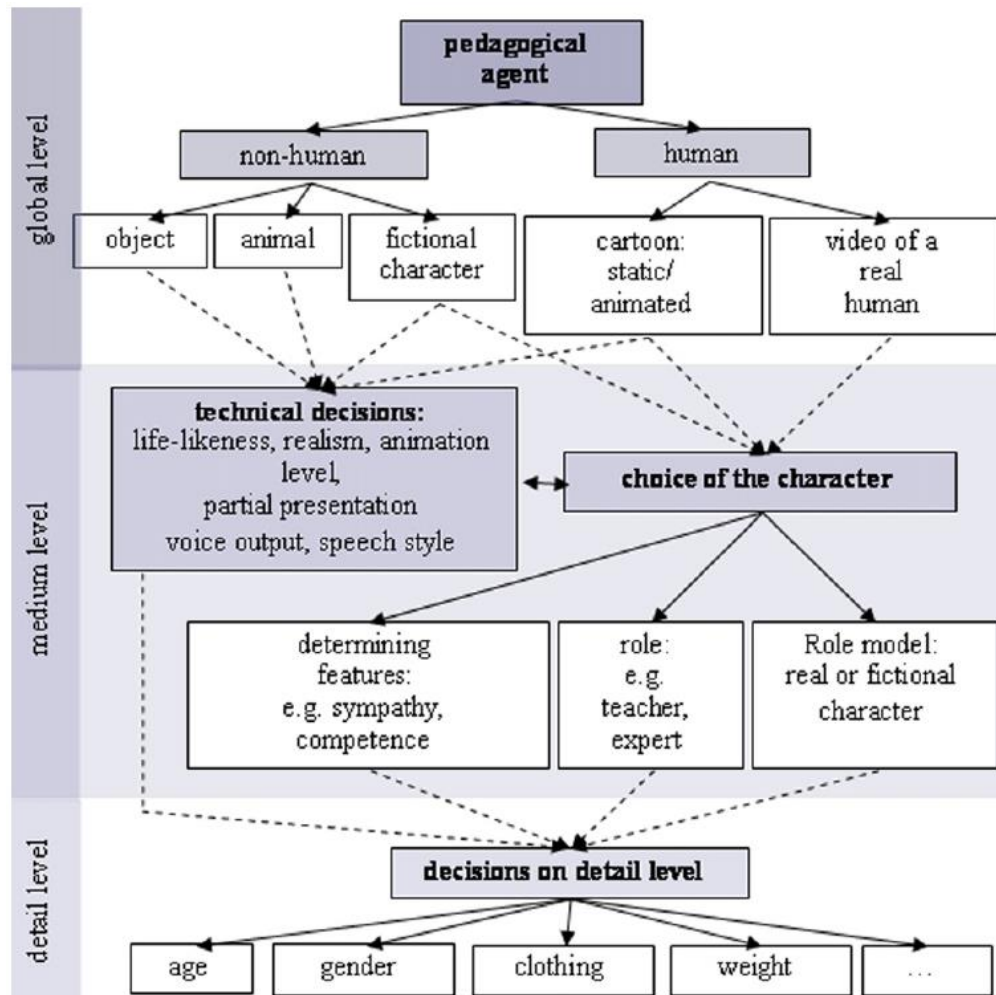 global level
pedagogical
agent
non-human
human
object
animal
fictional
character
cartoon:
static/
animated
video of a
real
human
medium level
technical decisions:
life-likeness, realism, animation
level,
partial presentation
voice output, speech style
choice of the character
determining
features:
e.g. sympathy,
competence
role:
e.g.
teacher,
expert
Role model:
real or fictional
character
detail level
decisions on detail level
age
gender
clothing
weight
...